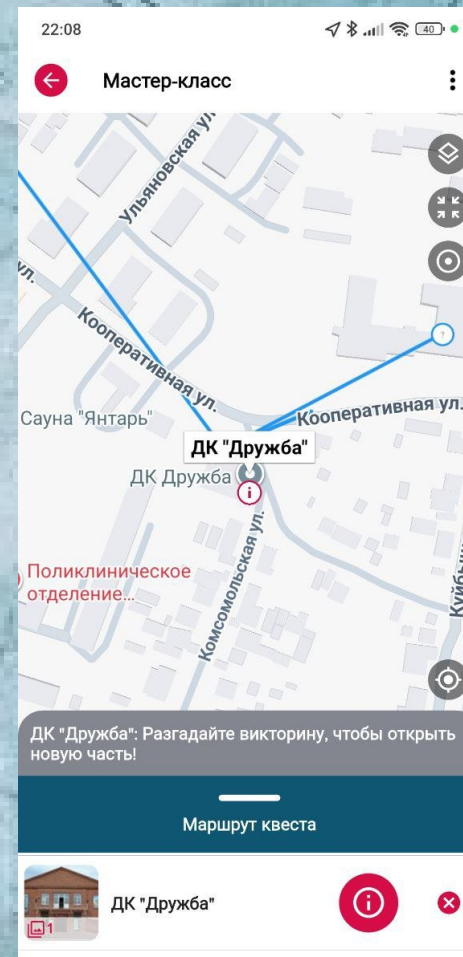 22:08
40
Мастер-класс
Ульяновская ул.
ул.
Кооперативная ул.
?
Сауна "Янтарь"
Кооперативная ул.
ДК "Дружба"
ДК Дружба
i
Поликлиническое
отделение...
Комсомольская ул.
ДК "Дружба": Разгадайте викторину, чтобы открыть
новую часть!
Маршрут квеста
ДК "Дружба"
i
1